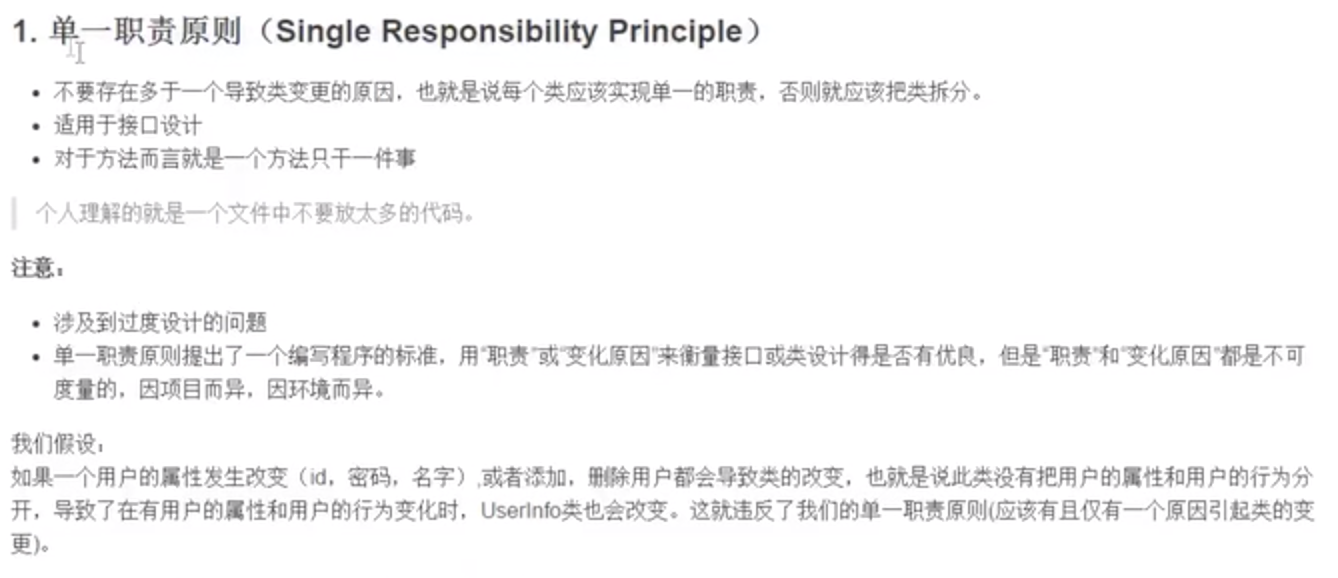 1. 单一职责原则（Single Responsibility Principle）
• 不要存在多于一个导致类变更的原因，也就是说每个类应该实现单一的职责，否则就应该把类拆分。
• 适用于接口设计
• 对于方法而言就是一个方法只干一件事
个人理解的就是一个文件中不要放太多的代码。
注意：
• 涉及到过度设计的问题
• 单一职责原则提出了一个编写程序的标准，用“职责”或“变化原因”来衡量接口或类设计得是否有优良，但是“职责”和“变化原因”都是不可
度量的，因项目而异，因环境而异。
我们假设：
如果一个用户的属性发生改变（id，密码，名字）,或者添加，删除用户都会导致类的改变，也就是说此类没有把用户的属性和用户的行为分
开，导致了在有用户的属性和用户的行为变化时，UserInfo类也会改变。这就违反了我们的单一职责原则(应该有且仅有一个原因引起类的变
更)。